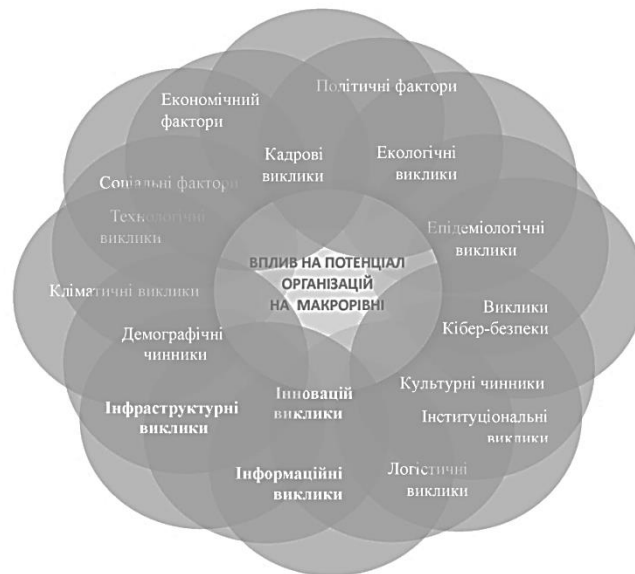 Політичні фактори
Економічний
фактори
Кадрові
виклики
Екологічні
виклики
Соціальні фактори
Технологічні
виклики
Епідеміологічні
виклики
ВПЛИВ НА ПОТЕНЦІАЛ
ОРГАНІЗАЦІЙ
НА МАКРОРІВНІ
Кліматичні виклики
Виклики
Кібер-безпеки
Демографічні
чинники
Культурні чинники
Інновацій
виклики
Інфраструктурні
виклики
Інституціональні
виклики
Інформаційні
виклики
Логістичні
виклики